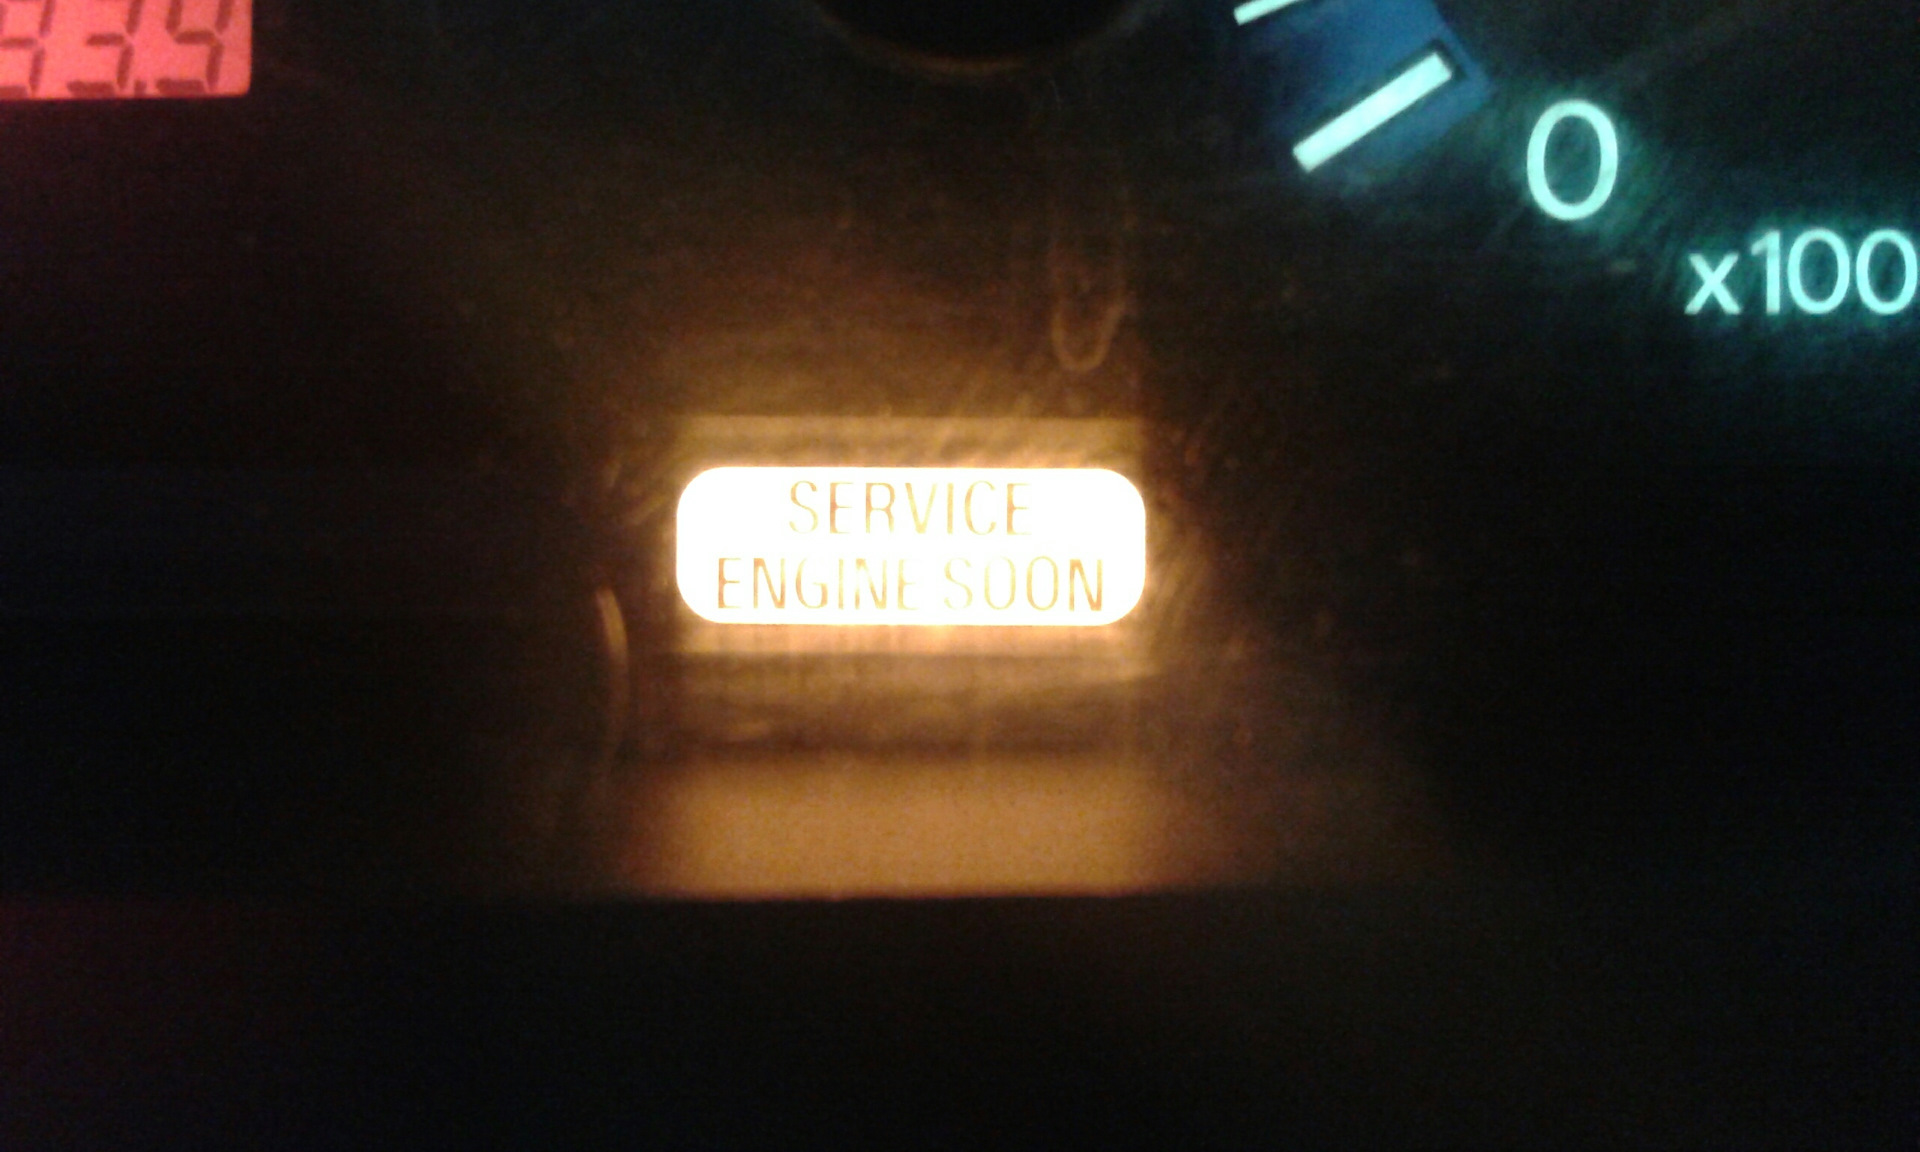 0
x100
SERVICE
ENGINE SOON